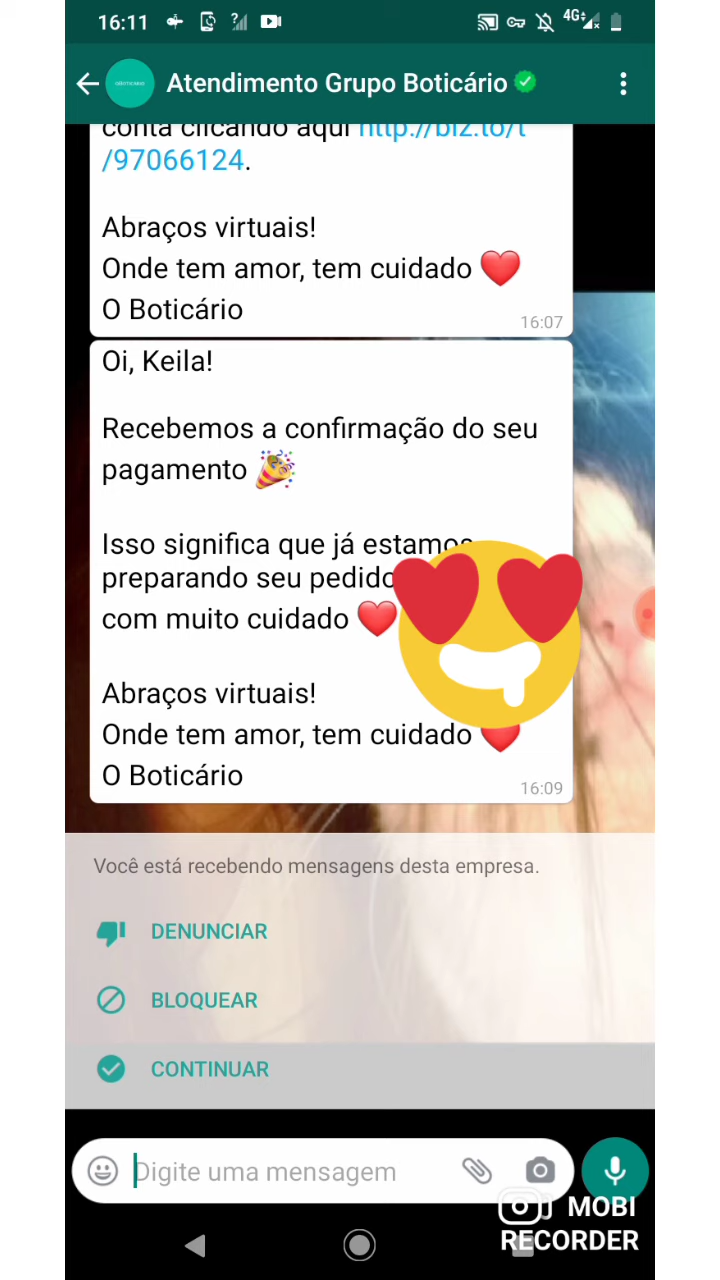 16:11
4G
Atendimento Grupo Boticário
conta clicando aqui http://biz.to/t
/97066124.
Abraços virtuais!
Onde tem amor, tem cuidado ❤️
O Boticário
16:07
Oi, Keila!
Recebemos a confirmação do seu
pagamento 🎉
Isso significa que já estamos
preparando seu pedido
com muito cuidado ❤️
Abraços virtuais!
Onde tem amor, tem cuidado ❤️
O Boticário
16:09
Você está recebendo mensagens desta empresa.
DENUNCIAR
BLOQUEAR
CONTINUAR
Digite uma mensagem
MOBI
RECORDER